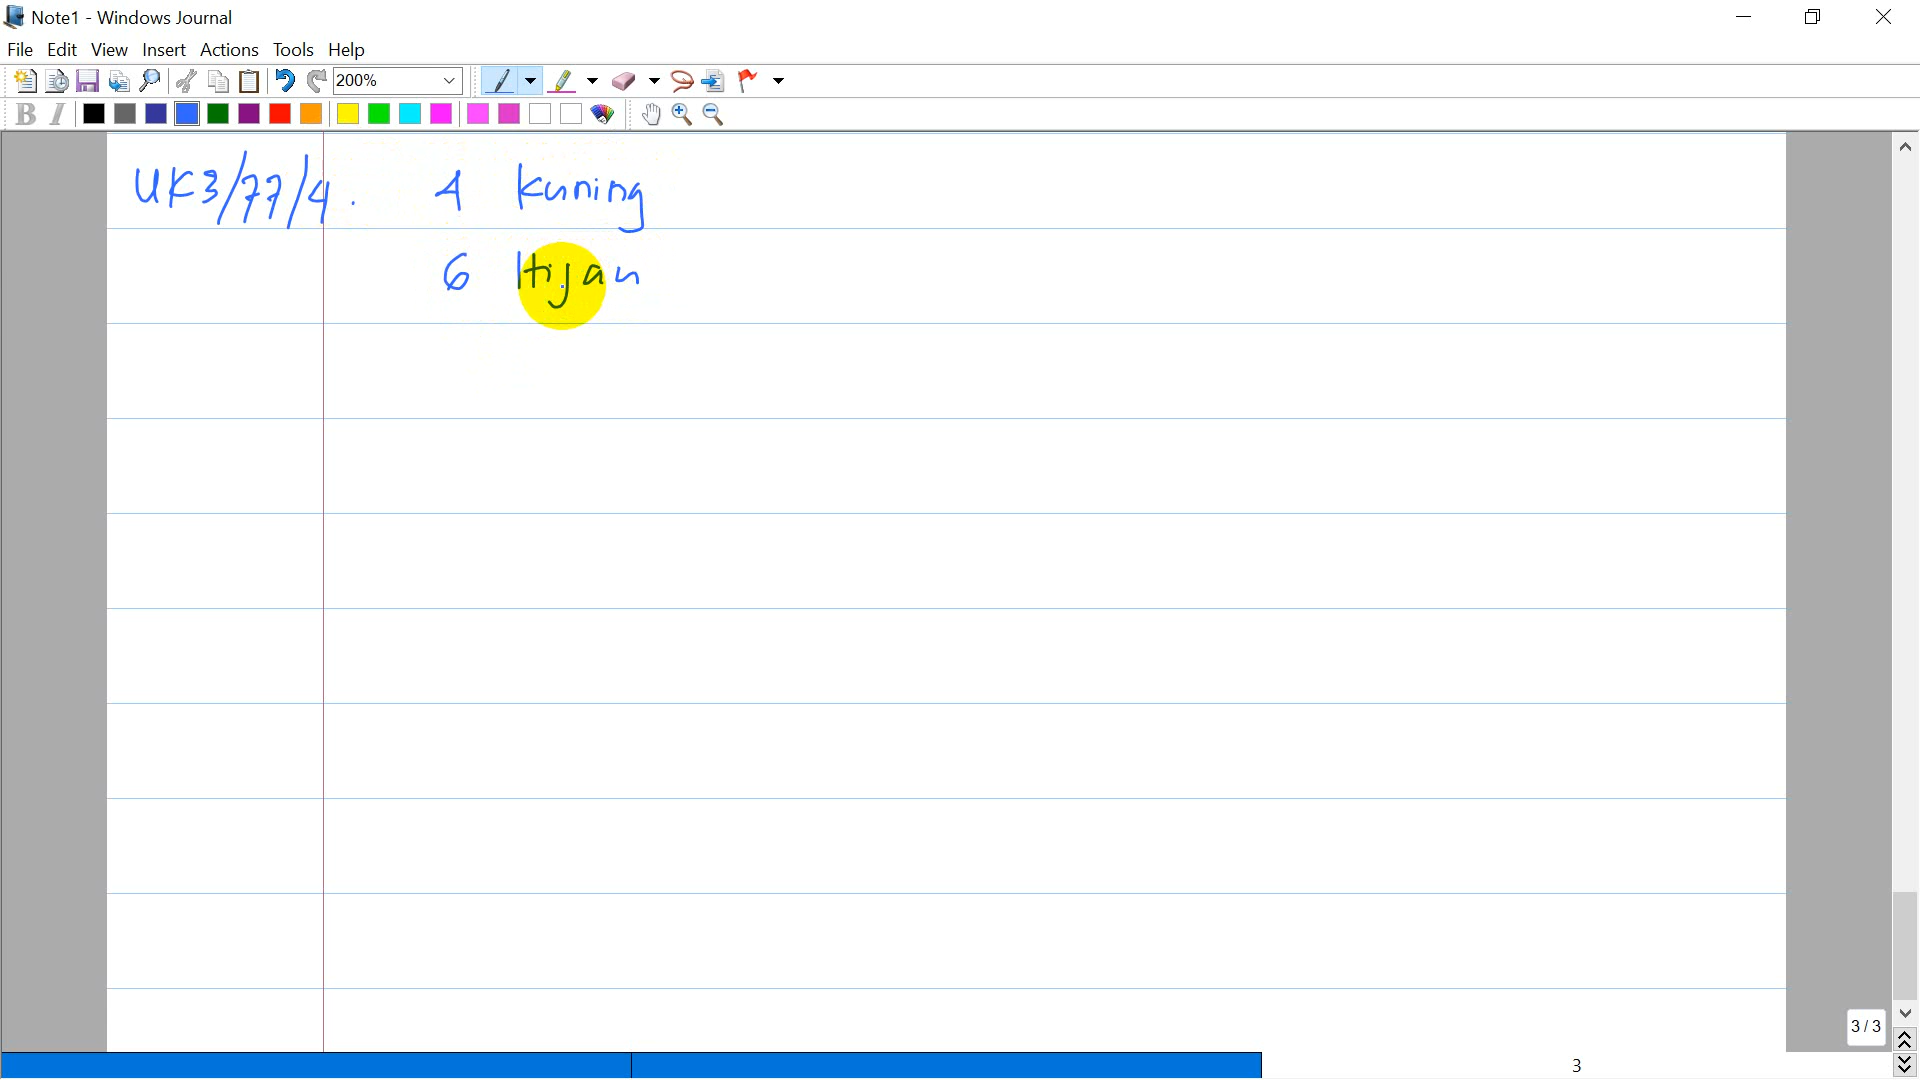 Note1 - Windows Journal
File Edit View Insert Actions Tools Help
200%
B I
UK3/77/4. 4 kuning
6 Hijau
3 / 3
3